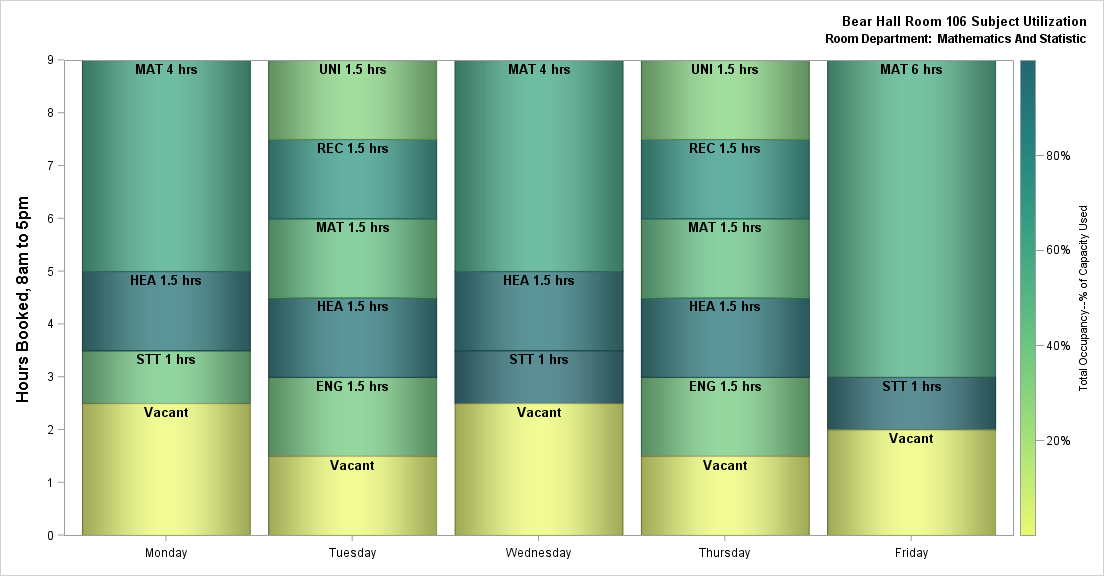 Bear Hall Room 106 Subject Utilization
Room Department: Mathematics And Statistic
Hours Booked, 8am to 5pm
9
8
7
6
5
4
3
2
1
0
MAT 4 hrs
HEA 1.5 hrs
STT 1 hrs
Vacant
UNI 1.5 hrs
REC 1.5 hrs
MAT 1.5 hrs
HEA 1.5 hrs
ENG 1.5 hrs
Vacant
MAT 4 hrs
HEA 1.5 hrs
STT 1 hrs
Vacant
UNI 1.5 hrs
REC 1.5 hrs
MAT 1.5 hrs
HEA 1.5 hrs
ENG 1.5 hrs
Vacant
MAT 6 hrs
STT 1 hrs
Vacant
Monday
Tuesday
Wednesday
Thursday
Friday
80%
60%
40%
20%
Total Occupancy--% of Capacity Used